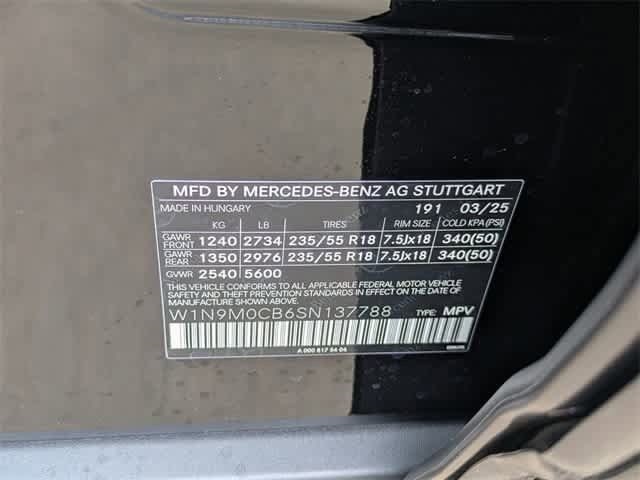 MFD BY MERCEDES-BENZ AG STUTTGART
MADE IN HUNGARY 191 03/25
KG LB TIRES RIM SIZE COLD KPA(PSI)
GAWR FRONT 1240 2734 235/55 R18 7.5Jx18 340(50)
GAWR REAR 1350 2976 235/55 R18 7.5Jx18 340(50)
GVWR 2540 5600
THIS VEHICLE CONFORMS TO ALL APPLICABLE FEDERAL MOTOR VEHICLE
SAFETY AND THEFT PREVENTION STANDARDS IN EFFECT ON THE DATE OF
MANUFACTURE SHOWN ABOVE.
W1N9M0CB6SN137788 TYPE: MPV
A 000 817 54 04